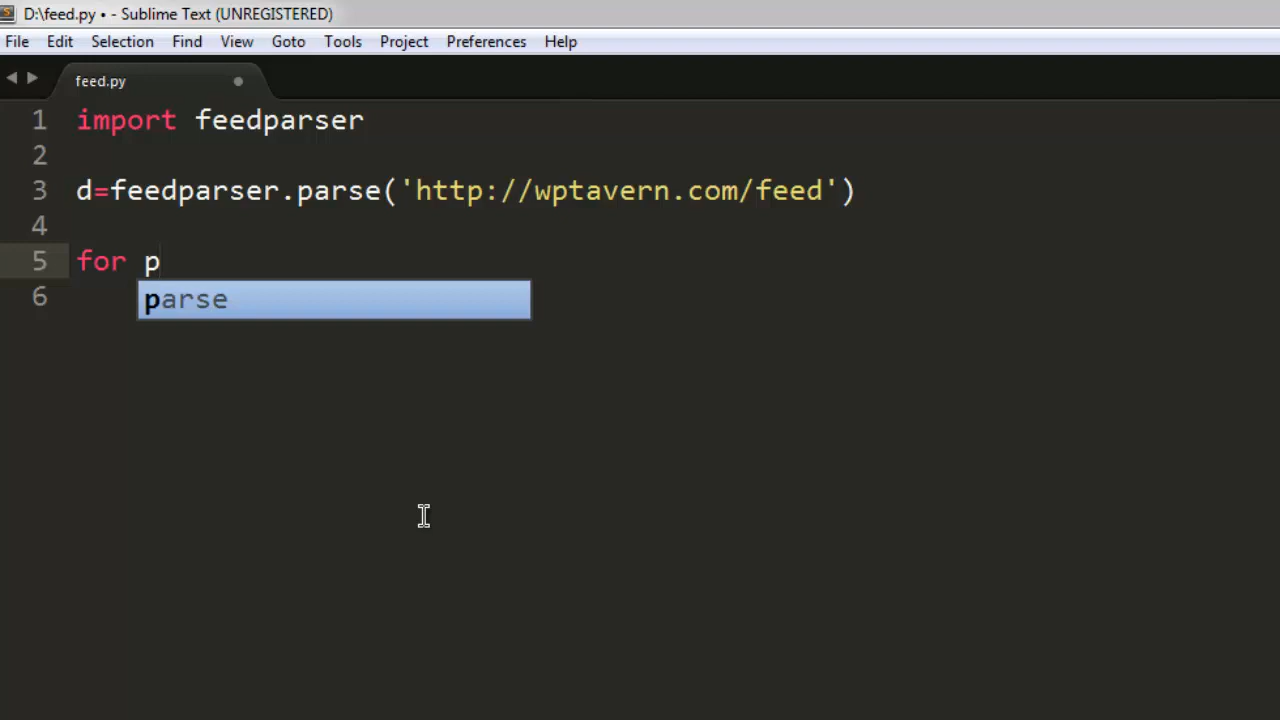 D:\feed.py • - Sublime Text (UNREGISTERED)
File Edit Selection Find View Goto Tools Project Preferences Help
feed.py
1 import feedparser
2
3 d=feedparser.parse('http://wptavern.com/feed')
4
5 for p
parse
6